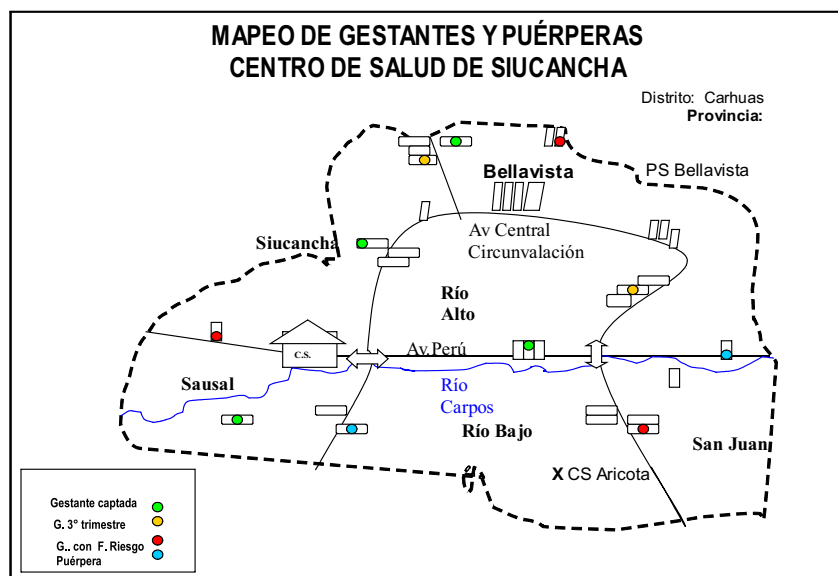 MAPEO DE GESTANTES Y PUÉRPERAS
CENTRO DE SALUD DE SIUCANCHA
Distrito: Carhuas
Provincia:
Bellavista
PS Bellavista
Siucancha
Av Central
Circunvalación
Río
Alto
Av.Perú
C.S.
Sausal
Río
Carpos
Río Bajo
San Juan
X CS Aricota
Gestante captada
G. 3° trimestre
G.. con F. Riesgo
Puérpera